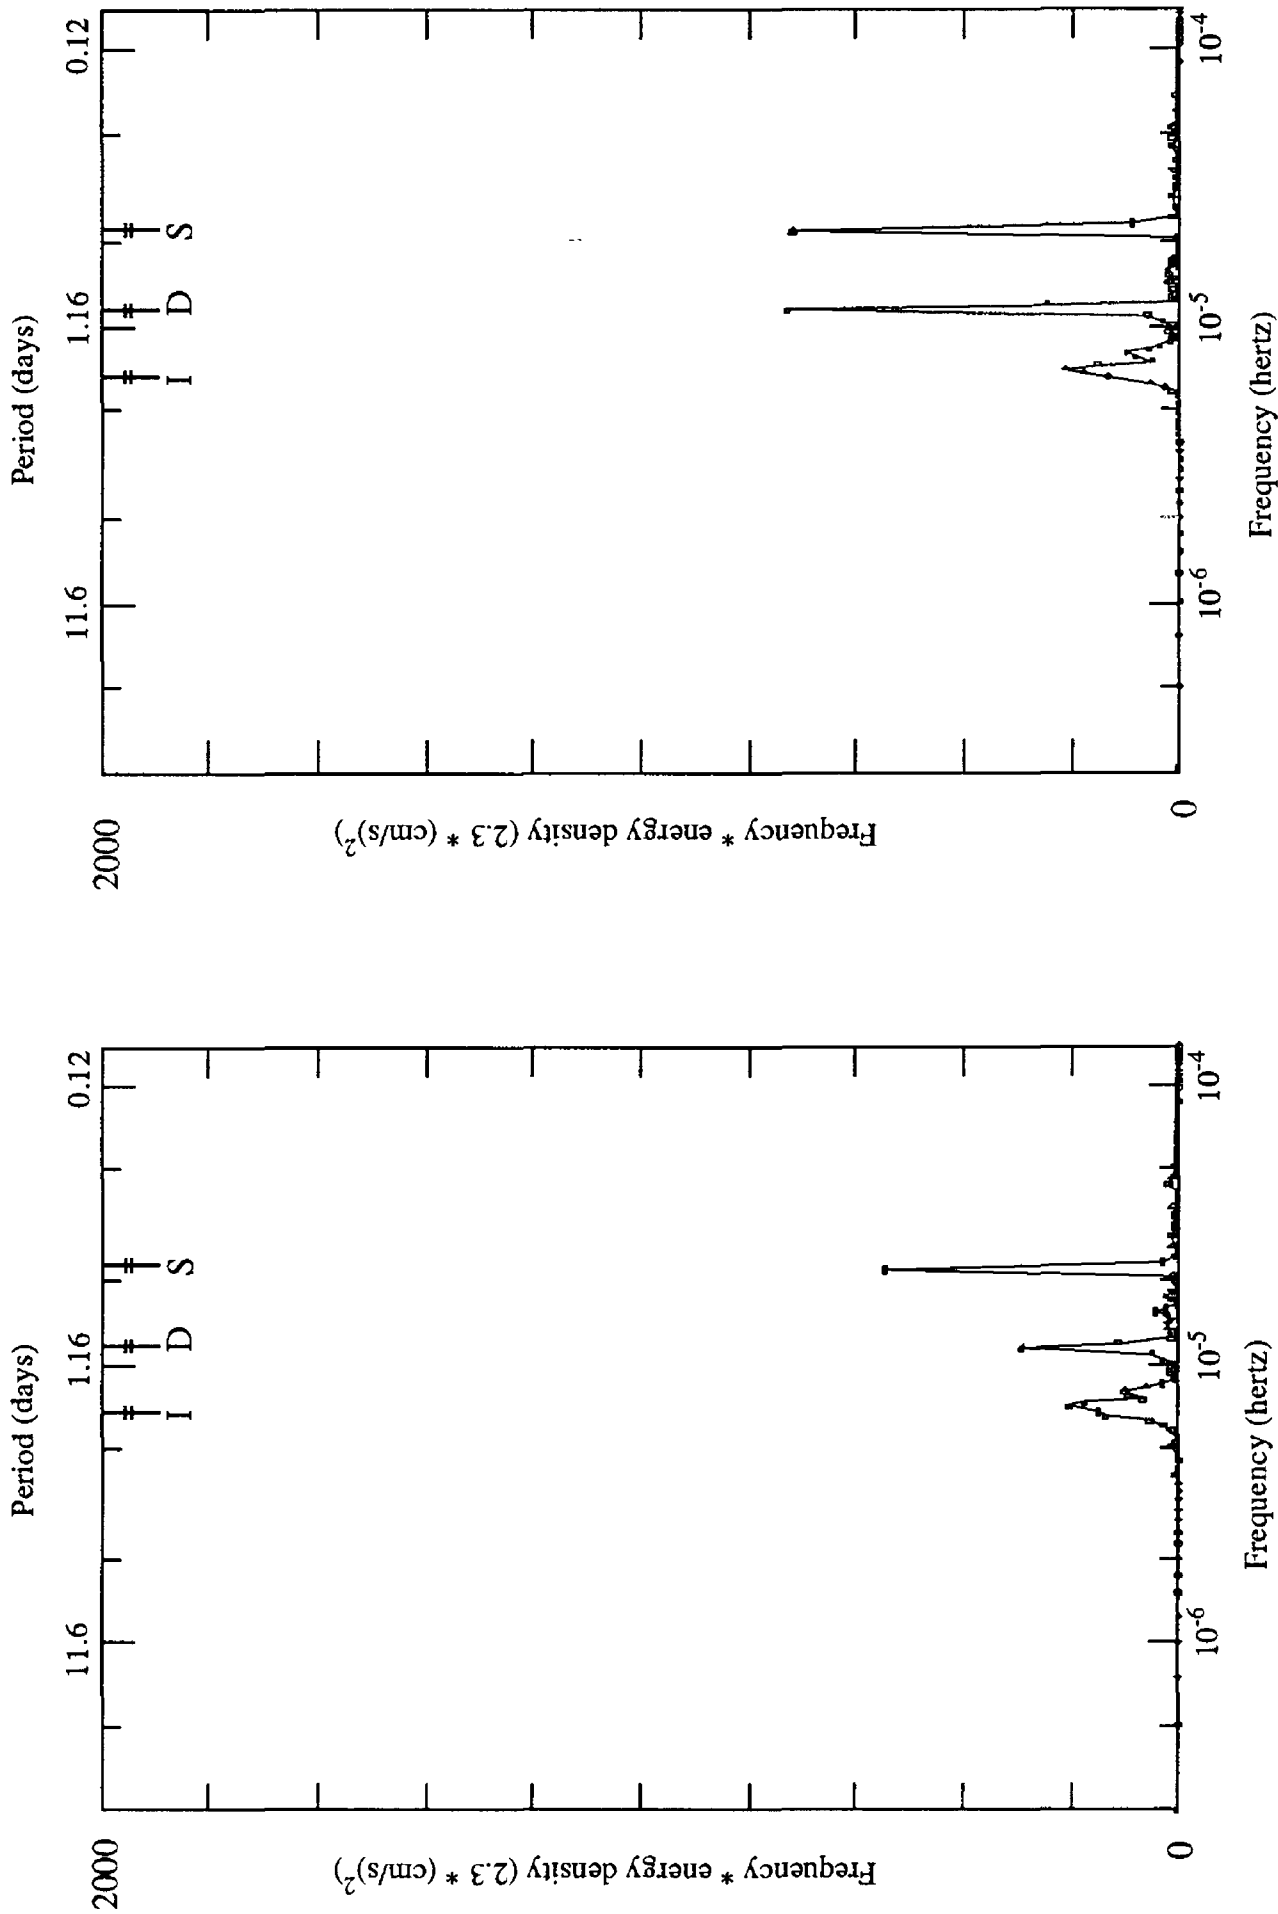 Period (days)
11.6
1.16
0.12
I
D
S
2000
Frequency * energy density (2.3 * (cm/s)²)
0
10⁻⁶
10⁻⁵
10⁻⁴
Frequency (hertz)
Period (days)
11.6
1.16
0.12
I
D
S
2000
Frequency * energy density (2.3 * (cm/s)²)
0
10⁻⁶
10⁻⁵
10⁻⁴
Frequency (hertz)